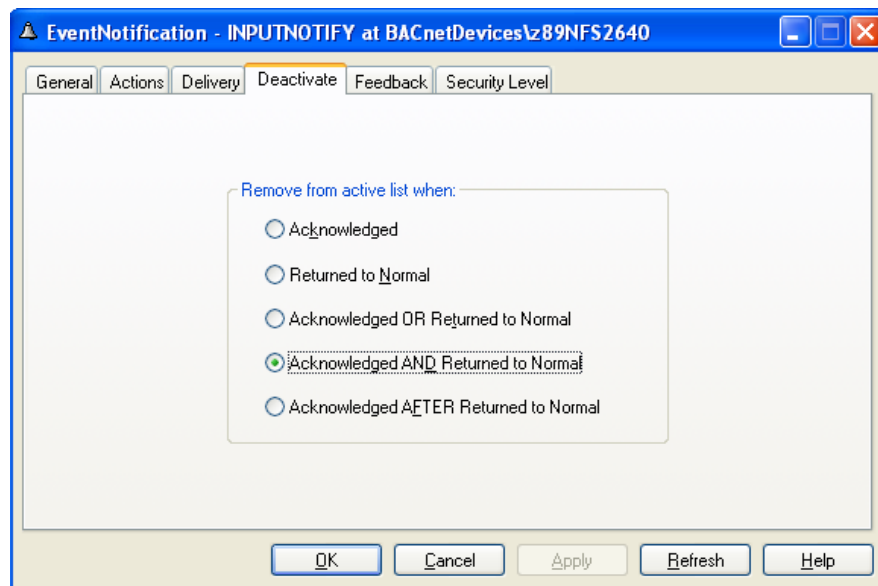 EventNotification - INPUTNOTIFY at BACnetDevices\z89NFS2640
General Actions Delivery Deactivate Feedback Security Level
Remove from active list when:
Acknowledged
Returned to Normal
Acknowledged OR Returned to Normal
Acknowledged AND Returned to Normal
Acknowledged AFTER Returned to Normal
OK Cancel Apply Refresh Help